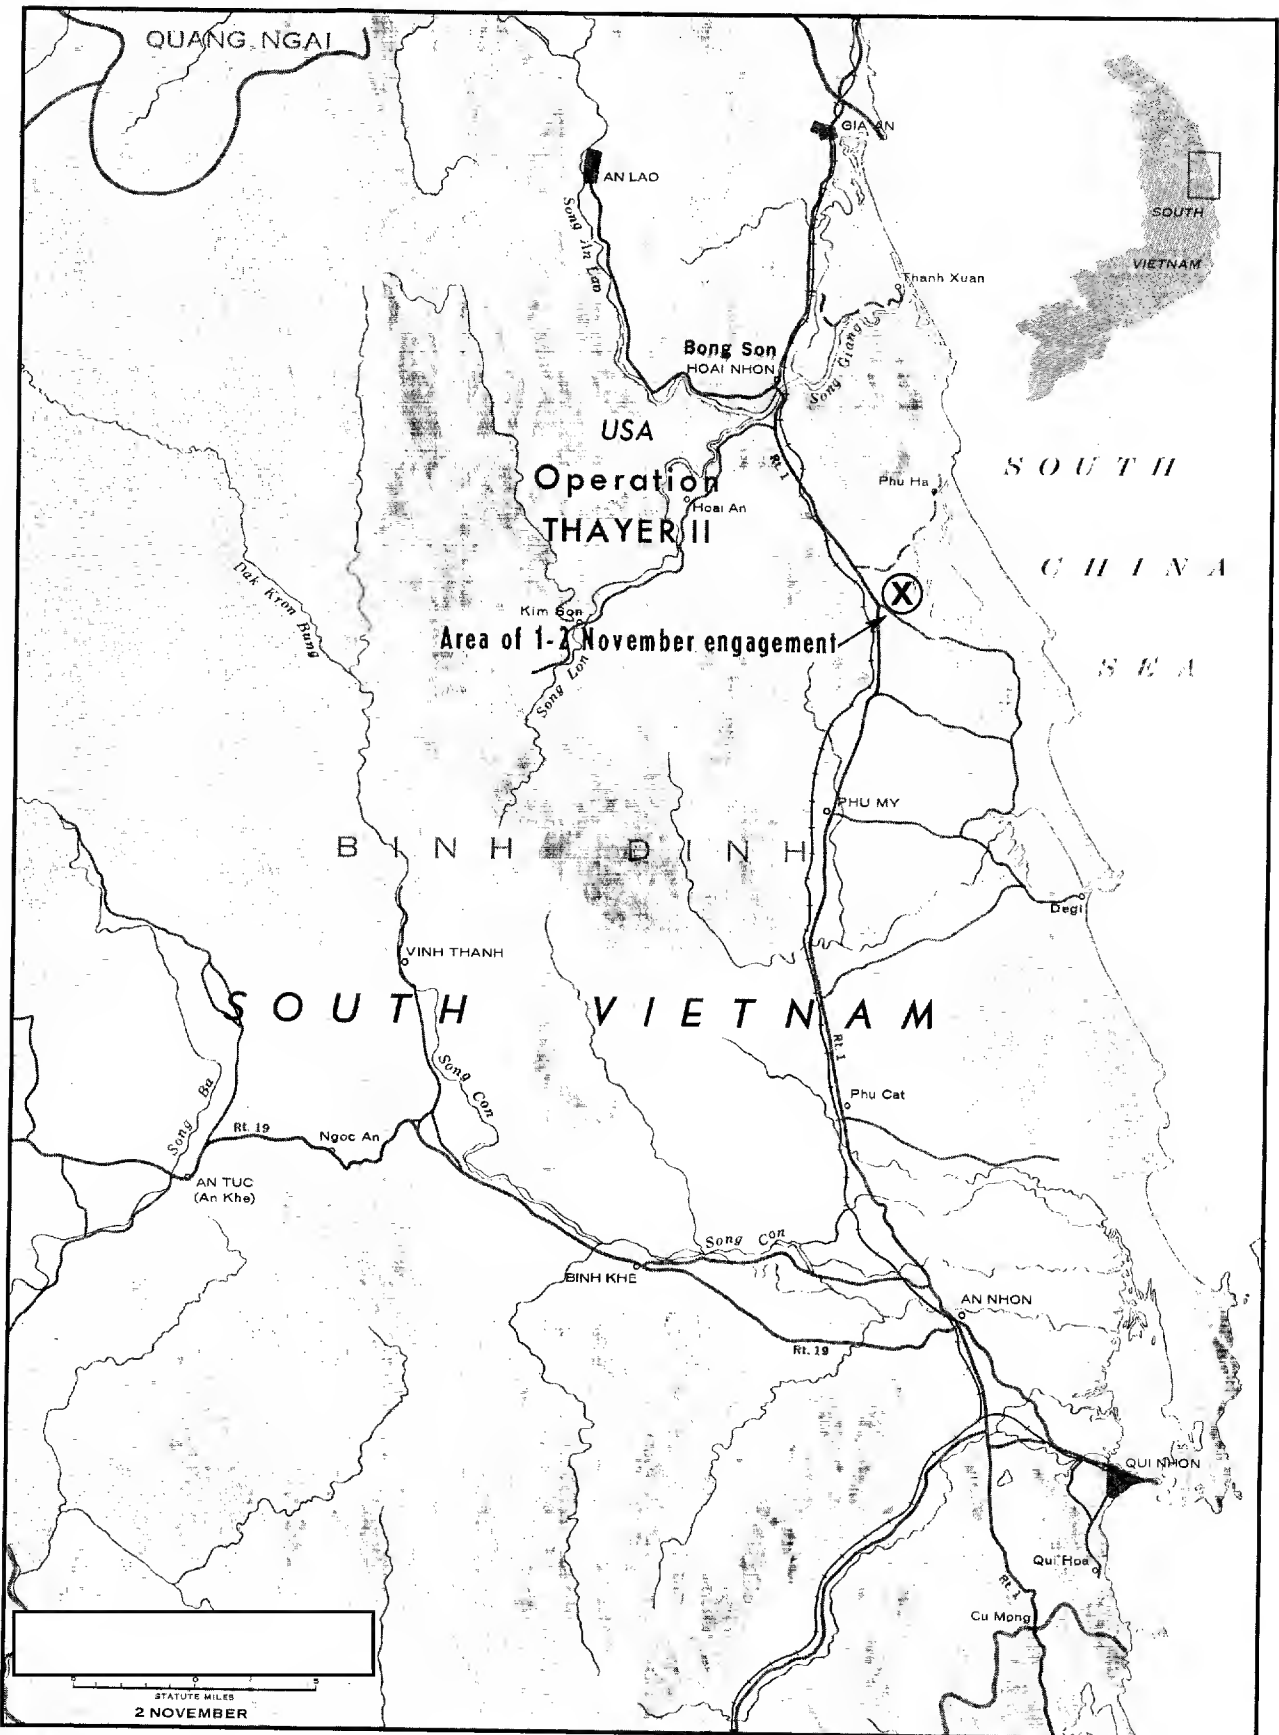 QUANG NGAI
GIA AN
AN LAO
Song An Lao
SOUTH
VIETNAM
Thanh Xuan
Bong Son
HOAI NHON
Song Giang
USA
Operation
THAYER II
Rt. 1
Phu Ha
Hoai An
SOUTH
CHINA
SEA
Dak Kron Bung
Kim Son
Area of 1-2 November engagement
X
Song Lon
PHU MY
BINH DINH
Degi
VINH THANH
SOUTH VIETNAM
Rt. 1
Song Con
Phu Cat
Song Ba
Rt. 19
Ngoc An
AN TUC
(An Khe)
Song Con
BINH KHE
AN NHON
Rt. 19
QUI NHON
Qui Hoa
Rt. 1
Cu Mong
5 0 5
STATUTE MILES
2 NOVEMBER